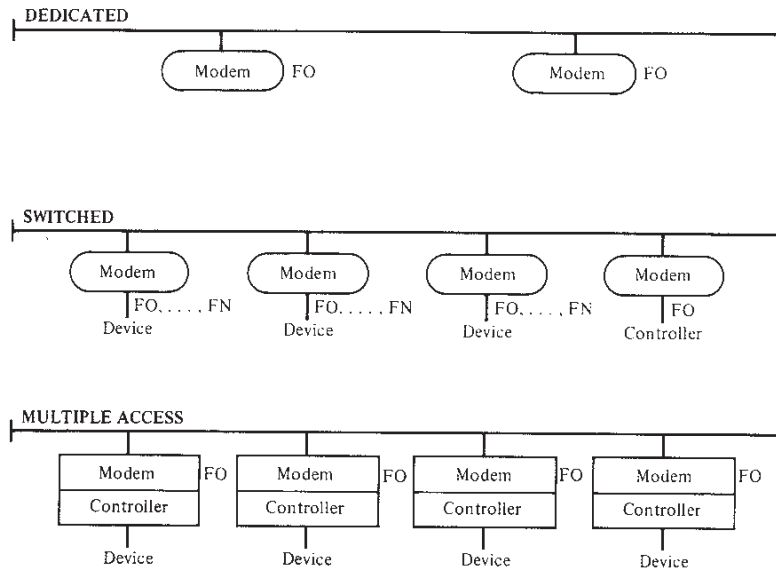 DEDICATED
Modem FO Modem FO
SWITCHED
Modem Modem Modem Modem
FO, . . . . , FN FO, . . . . , FN FO, . . . . , FN FO
Device Device Device Controller
MULTIPLE ACCESS
Modem FO Modem FO Modem FO Modem FO
Controller Controller Controller Controller
Device Device Device Device